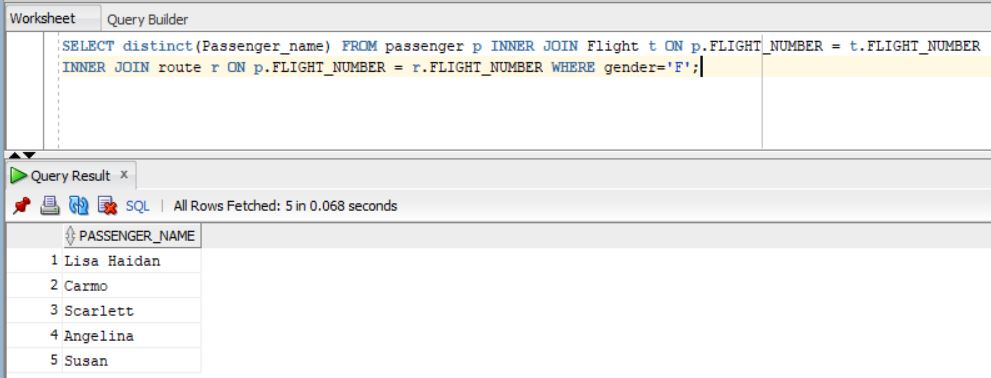 Worksheet Query Builder
SELECT distinct(Passenger_name) FROM passenger p INNER JOIN Flight t ON p.FLIGHT_NUMBER = t.FLIGHT_NUMBER
INNER JOIN route r ON p.FLIGHT_NUMBER = r.FLIGHT_NUMBER WHERE gender='F';
Query Result x
SQL | All Rows Fetched: 5 in 0.068 seconds
PASSENGER_NAME
1 Lisa Haidan
2 Carmo
3 Scarlett
4 Angelina
5 Susan